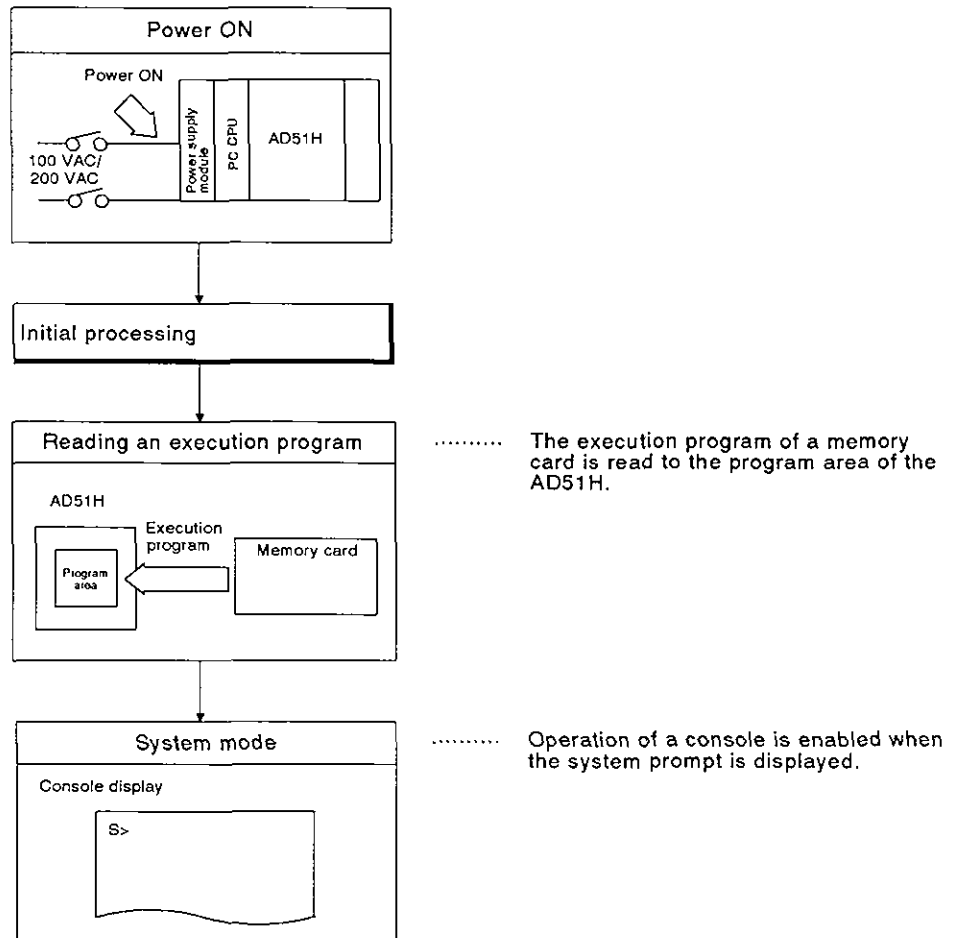 Power ON
Power ON
100 VAC/
200 VAC
Power supply
module
PC CPU
AD51H
Initial processing
Reading an execution program
......... The execution program of a memory
card is read to the program area of the
AD51H.
AD51H
Execution
program
Program
area
Memory card
System mode
......... Operation of a console is enabled when
the system prompt is displayed.
Console display
S>